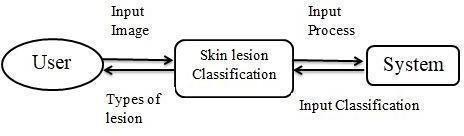 Input
Image
Input
Process
User
Skin lesion
Classification
System
Types of
lesion
Input Classification